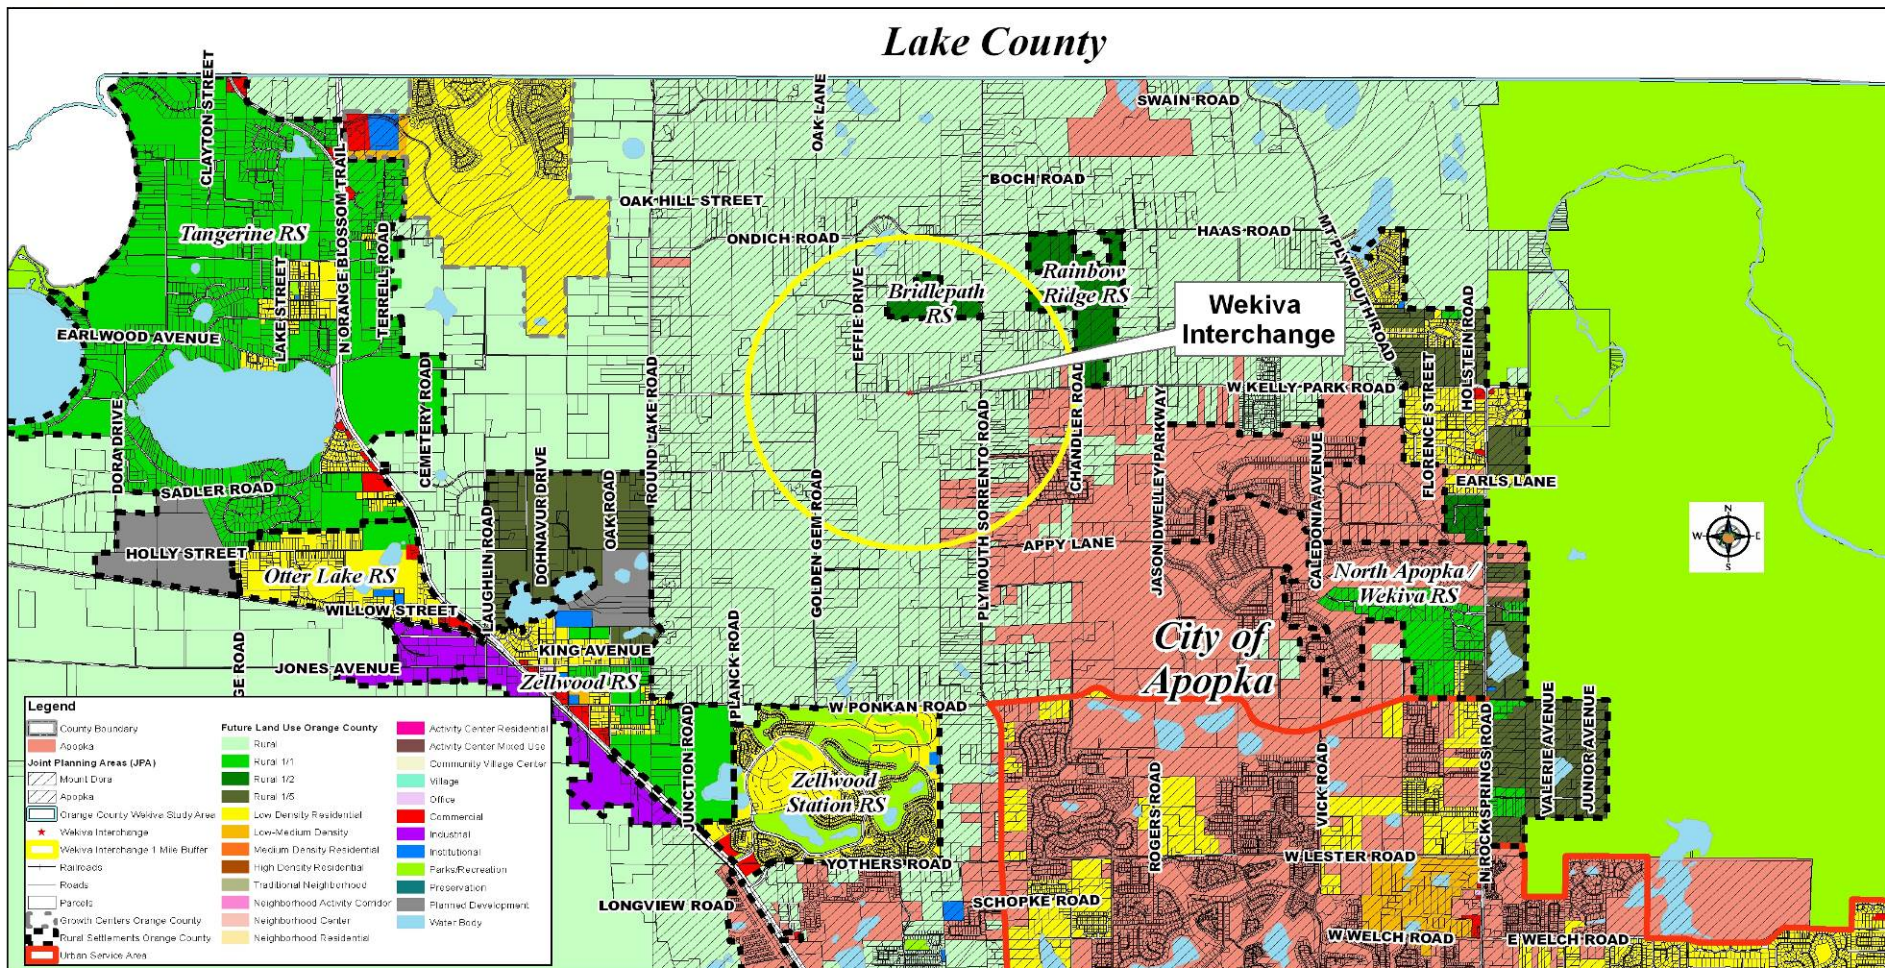 Lake County
CLAYTON STREET
OAK LANE
SWAIN ROAD
N ORANGE BLOSSOM TRAIL
BOCH ROAD
OAK HILL STREET
Tangerine RS
TERRELL ROAD
ONDICH ROAD
HAAS ROAD
MT PLYMOUTH ROAD
LAKE STREET
EFFIE DRIVE
Bridlepath
RS
Rainbow
Ridge RS
Wekiva
Interchange
HOLSTEIN ROAD
EARLWOOD AVENUE
CEMETERY ROAD
ROUND LAKE ROAD
CHANDLER ROAD
W KELLY PARK ROAD
FLORENCE STREET
DORA DRIVE
JASON DWELLEY PARKWAY
CALEDONIA AVENUE
PLYMOUTH SORRENTO ROAD
SADLER ROAD
DOHNAVUR DRIVE
OAK ROAD
GOLDEN GEM ROAD
EARLS LANE
LAUGHLIN ROAD
HOLLY STREET
APPY LANE
N
W
E
S
Otter Lake RS
North Apopka /
Wekiva RS
WILLOW STREET
City of
Apopka
KING AVENUE
JONES AVENUE
GE ROAD
Zellwood RS
PLANCK ROAD
W PONKAN ROAD
JUNCTION ROAD
Zellwood
Station RS
ROGERS ROAD
VICK ROAD
N ROCK SPRINGS ROAD
VALERIE AVENUE
JUNIOR AVENUE
YOTHERS ROAD
W LESTER ROAD
LONGVIEW ROAD
SCHOPKE ROAD
W WELCH ROAD
E WELCH ROAD
Legend
County Boundary
Apopka
Joint Planning Areas (JPA)
Mount Dora
Apopka
Orange County Wekiva Study Area
Wekiva Interchange
Wekiva Interchange 1 Mile Buffer
Railroads
Roads
Parcels
Growth Centers Orange County
Rural Settlements Orange County
Urban Service Area
Future Land Use Orange County
Rural
Rural 1/1
Rural 1/2
Rural 1/5
Low Density Residential
Low-Medium Density
Medium Density Residential
High Density Residential
Traditional Neighborhood
Neighborhood Activity Corridor
Neighborhood Center
Neighborhood Residential
Activity Center Residential
Activity Center Mixed Use
Community Village Center
Village
Office
Commercial
Industrial
Institutional
Parks/Recreation
Preservation
Planned Development
Water Body